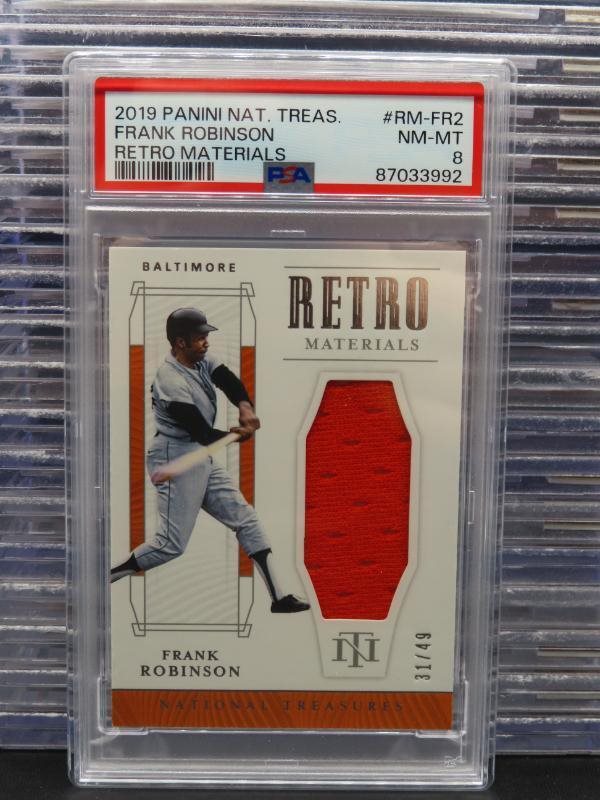 2019 PANINI NAT. TREAS. #RM-FR2
FRANK ROBINSON NM-MT
RETRO MATERIALS 8
PSA 87033992
BALTIMORE
RETRO
MATERIALS
FRANK
ROBINSON
NT
31/49
NATIONAL TREASURES